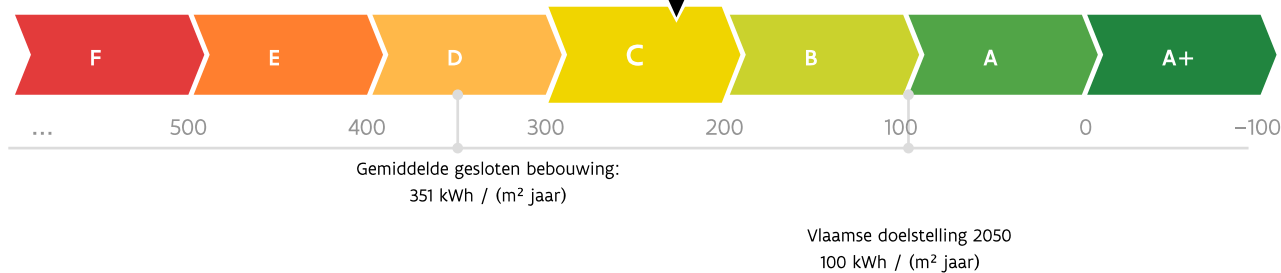 F E D C B A A+
... 500 400 300 200 100 0 –100
Gemiddelde gesloten bebouwing:
351 kWh / (m² jaar)
Vlaamse doelstelling 2050
100 kWh / (m² jaar)